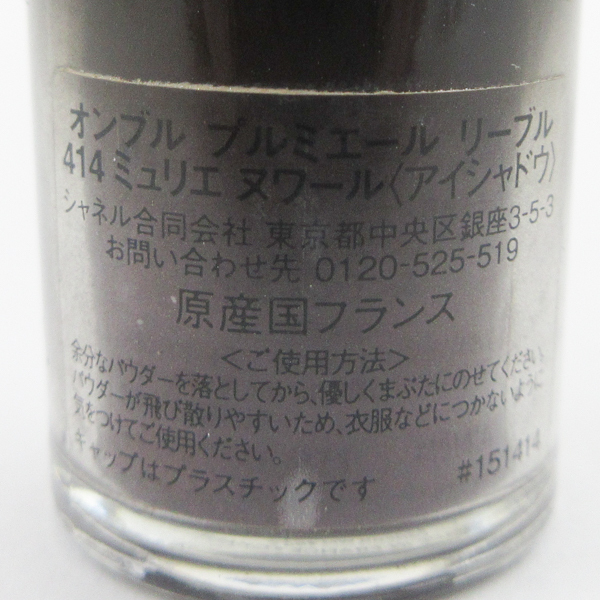 オンブル プルミエール リーブル
414 ミュリエ ヌワール〈アイシャドウ〉
シャネル合同会社 東京都中央区銀座3-5-3
お問い合わせ先 0120-525-519
原産国フランス
＜ご使用方法＞
余分なパウダーを落としてから、優しくまぶたにのせてください。
パウダーが飛び散りやすいため、衣服などにつかないように
気をつけてご使用ください。
キャップはプラスチックです
#151414